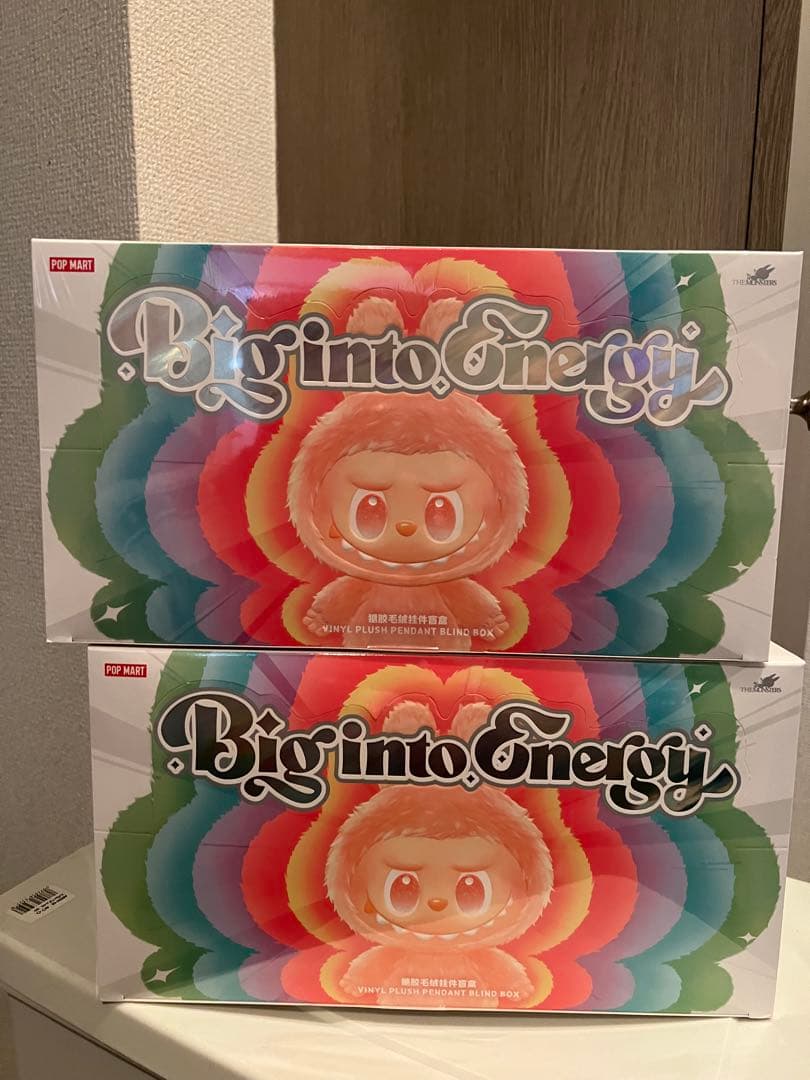 POP MART
THE MONSTERS
Big into Energy
搪胶毛绒挂件盲盒
VINYL PLUSH PENDANT BLIND BOX
POP MART
THE MONSTERS
Big into Energy
搪胶毛绒挂件盲盒
VINYL PLUSH PENDANT BLIND BOX